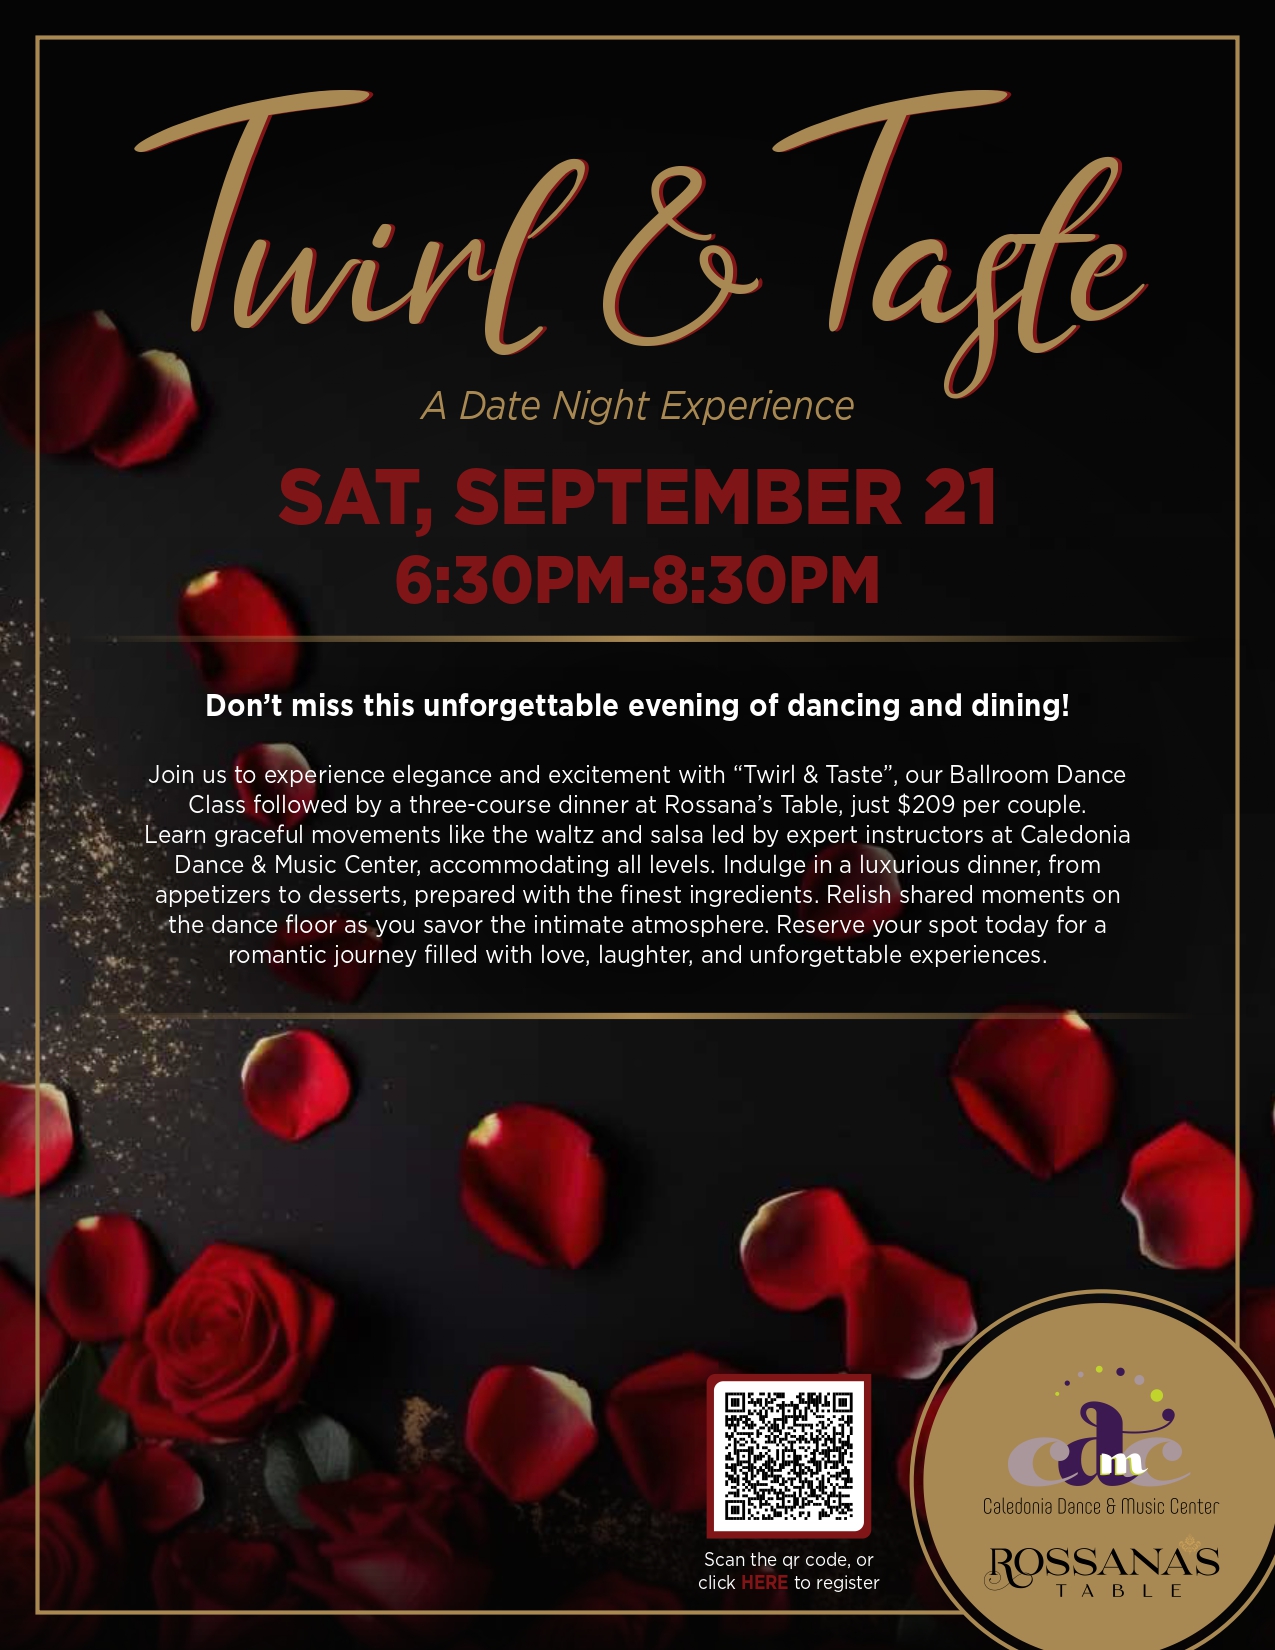 Twirl & Taste
A Date Night Experience
SAT, SEPTEMBER 21
6:30PM-8:30PM
Don’t miss this unforgettable evening of dancing and dining!
Join us to experience elegance and excitement with “Twirl & Taste”, our Ballroom Dance
Class followed by a three-course dinner at Rossana’s Table, just $209 per couple.
Learn graceful movements like the waltz and salsa led by expert instructors at Caledonia
Dance & Music Center, accommodating all levels. Indulge in a luxurious dinner, from
appetizers to desserts, prepared with the finest ingredients. Relish shared moments on
the dance floor as you savor the intimate atmosphere. Reserve your spot today for a
romantic journey filled with love, laughter, and unforgettable experiences.
Scan the qr code, or
click HERE to register
cdmc
Caledonia Dance & Music Center
ROSSANA'S
TABLE